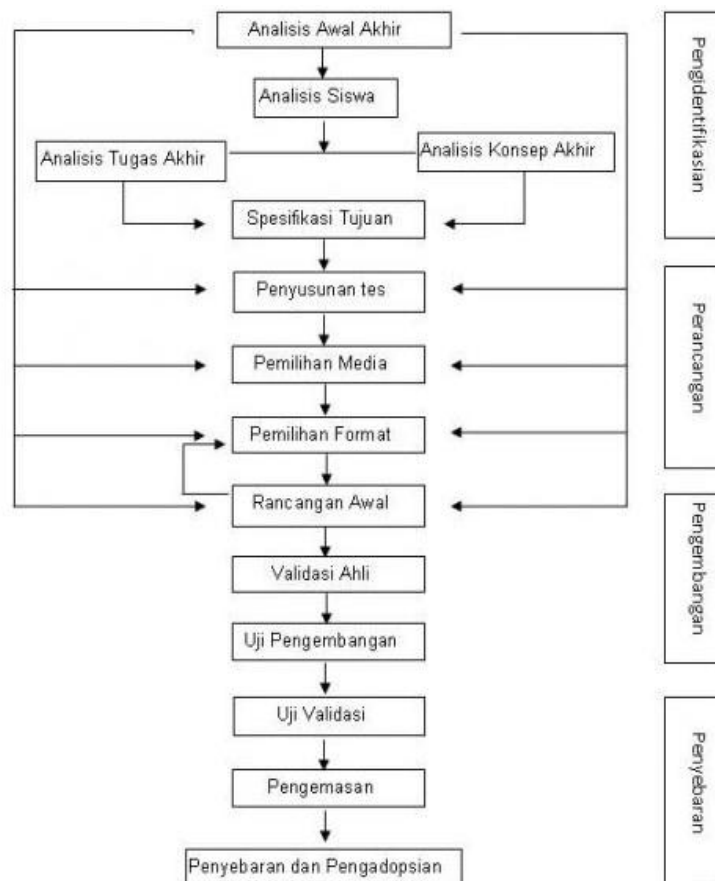 Analisis Awal Akhir
Analisis Siswa
Analisis Tugas Akhir
Analisis Konsep Akhir
Spesifikasi Tujuan
Penyusunan tes
Pemilihan Media
Pemilihan Format
Rancangan Awal
Validasi Ahli
Uji Pengembangan
Uji Validasi
Pengemasan
Penyebaran dan Pengadopsian
Pengidentifikasian
Perancangan
Pengembangan
Penyebaran